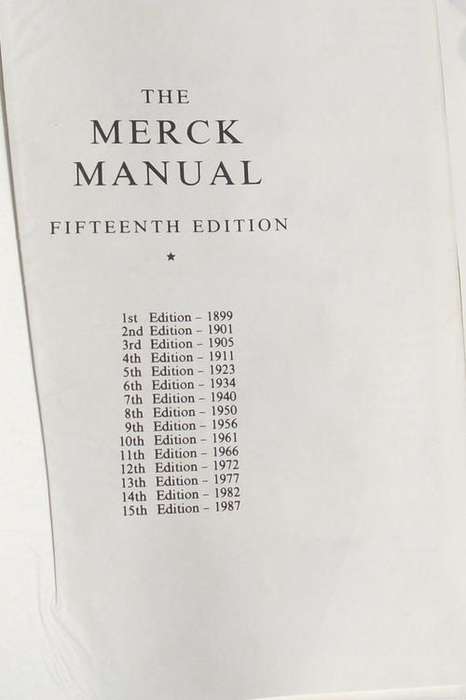 THE
MERCK
MANUAL
FIFTEENTH EDITION
★
1st Edition – 1899
2nd Edition – 1901
3rd Edition – 1905
4th Edition – 1911
5th Edition – 1923
6th Edition – 1934
7th Edition – 1940
8th Edition – 1950
9th Edition – 1956
10th Edition – 1961
11th Edition – 1966
12th Edition – 1972
13th Edition – 1977
14th Edition – 1982
15th Edition – 1987